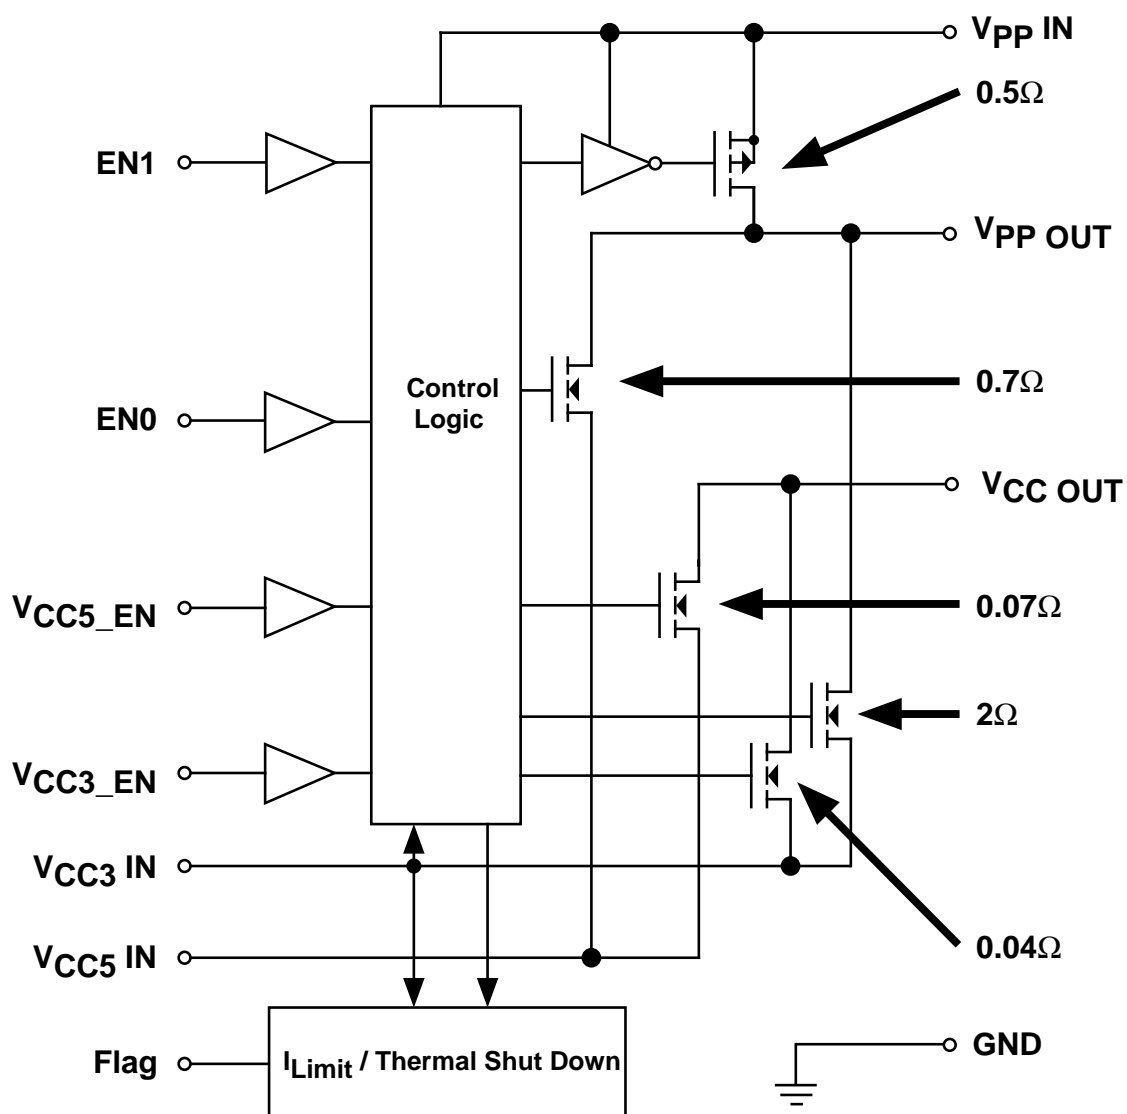 VPP IN
0.5Ω
EN1
VPP OUT
Control
Logic
0.7Ω
EN0
VCC OUT
VCC5_EN
0.07Ω
2Ω
VCC3_EN
VCC3 IN
0.04Ω
VCC5 IN
Flag
ILimit / Thermal Shut Down
GND